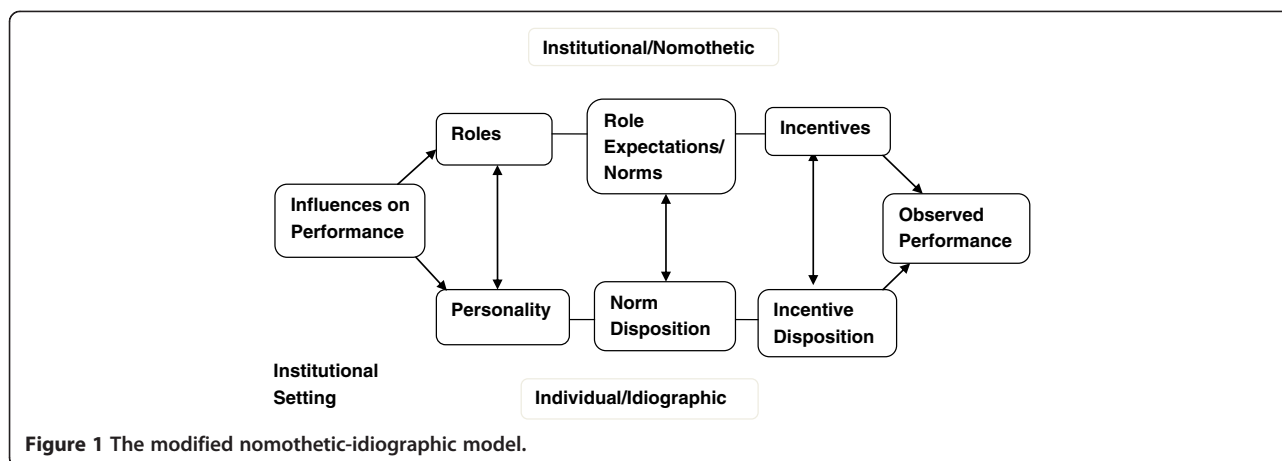 Institutional/Nomothetic
Roles
Role
Expectations/
Norms
Incentives
Influences on
Performance
Observed
Performance
Personality
Norm
Disposition
Incentive
Disposition
Institutional
Setting
Individual/Idiographic
Figure 1 The modified nomothetic-idiographic model.